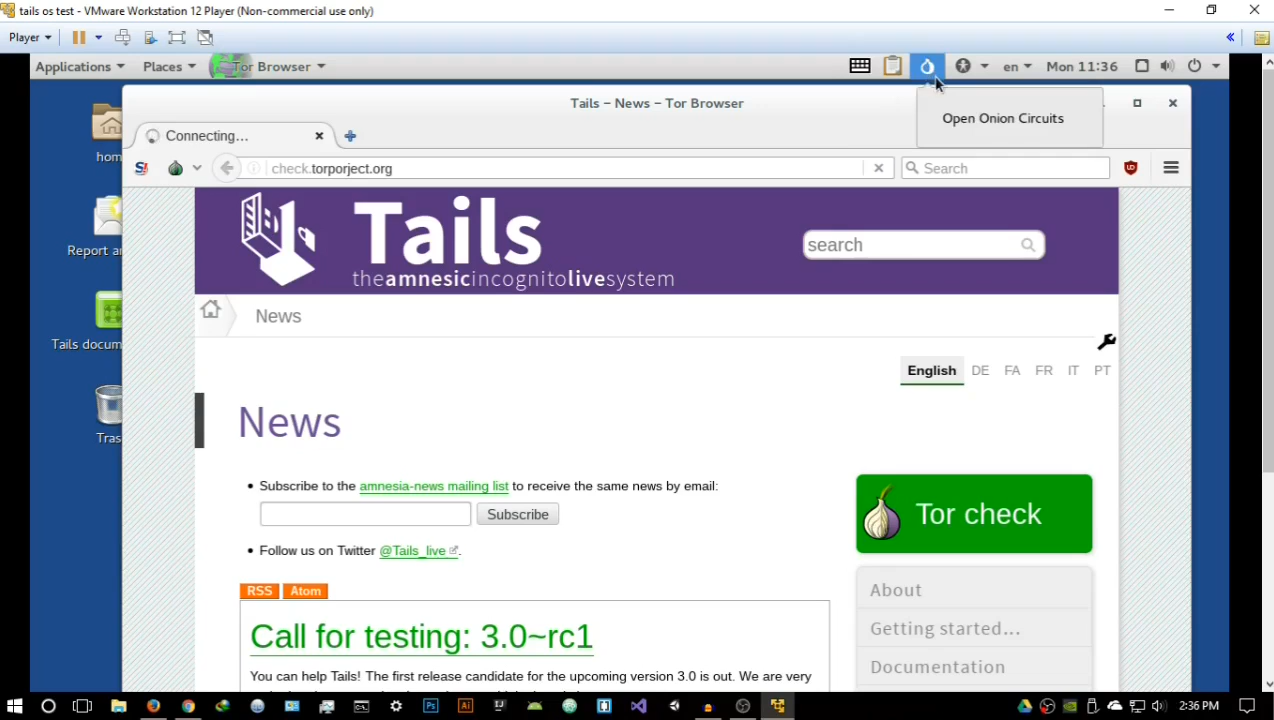 tails os test - VMware Workstation 12 Player (Non-commercial use only)
Player
Applications Places Tor Browser en Mon 11:36
Tails – News – Tor Browser
Open Onion Circuits
Connecting…
check.torporject.org
Search
home
Tails
theamnesicincognitolivesystem
search
News
Report an
English DE FA FR IT PT
Tails docum
News
Tras
Subscribe to the amnesia-news mailing list to receive the same news by email:
Subscribe
Follow us on Twitter @Tails_live.
Tor check
RSS Atom
About
Call for testing: 3.0~rc1
Getting started…
Documentation
You can help Tails! The first release candidate for the upcoming version 3.0 is out. We are very
2:36 PM